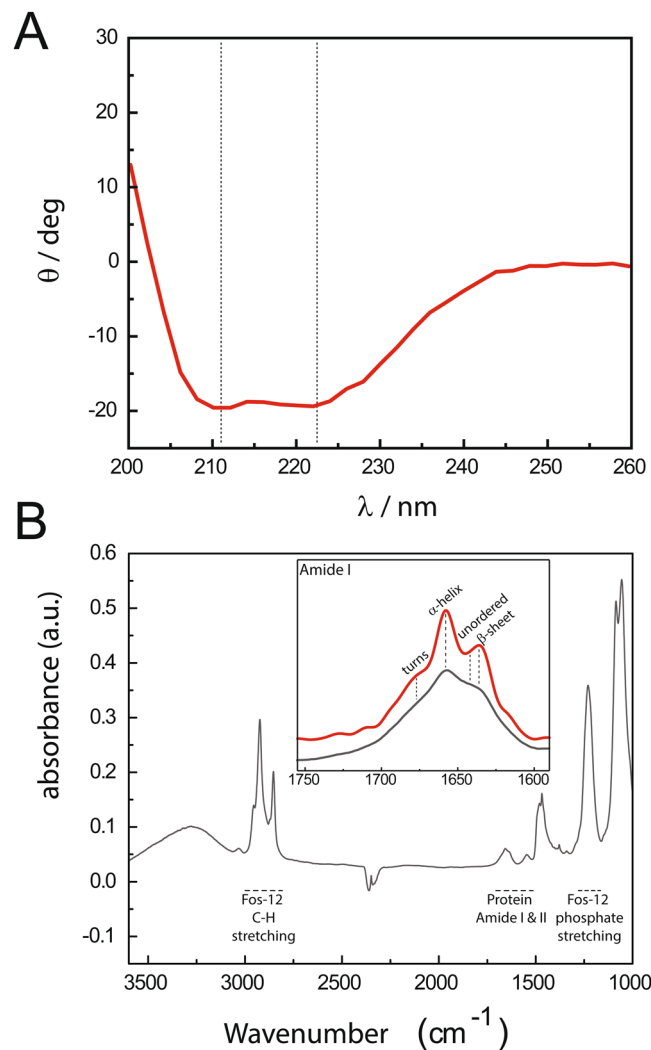 A
30
20
10
0
-10
-20
θ / deg
200 210 220 230 240 250 260
λ / nm
B
0.6
0.5
0.4
0.3
0.2
0.1
0.0
-0.1
absorbance (a.u.)
Amide I
turns
α-helix
unordered
β-sheet
1750 1700 1650 1600
Fos-12
C-H
stretching
Protein
Amide I & II
Fos-12
phosphate
stretching
3500 3000 2500 2000 1500 1000
Wavenumber (cm-1)